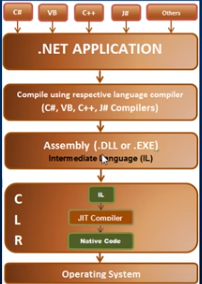 C# VB C++ J# Others
.NET APPLICATION
Compile using respective language compiler
(C#, VB, C++, J# Compilers)
Assembly (.DLL or .EXE)
Intermediate Language (IL)
CLR
IL
JIT Compiler
Native Code
Operating System